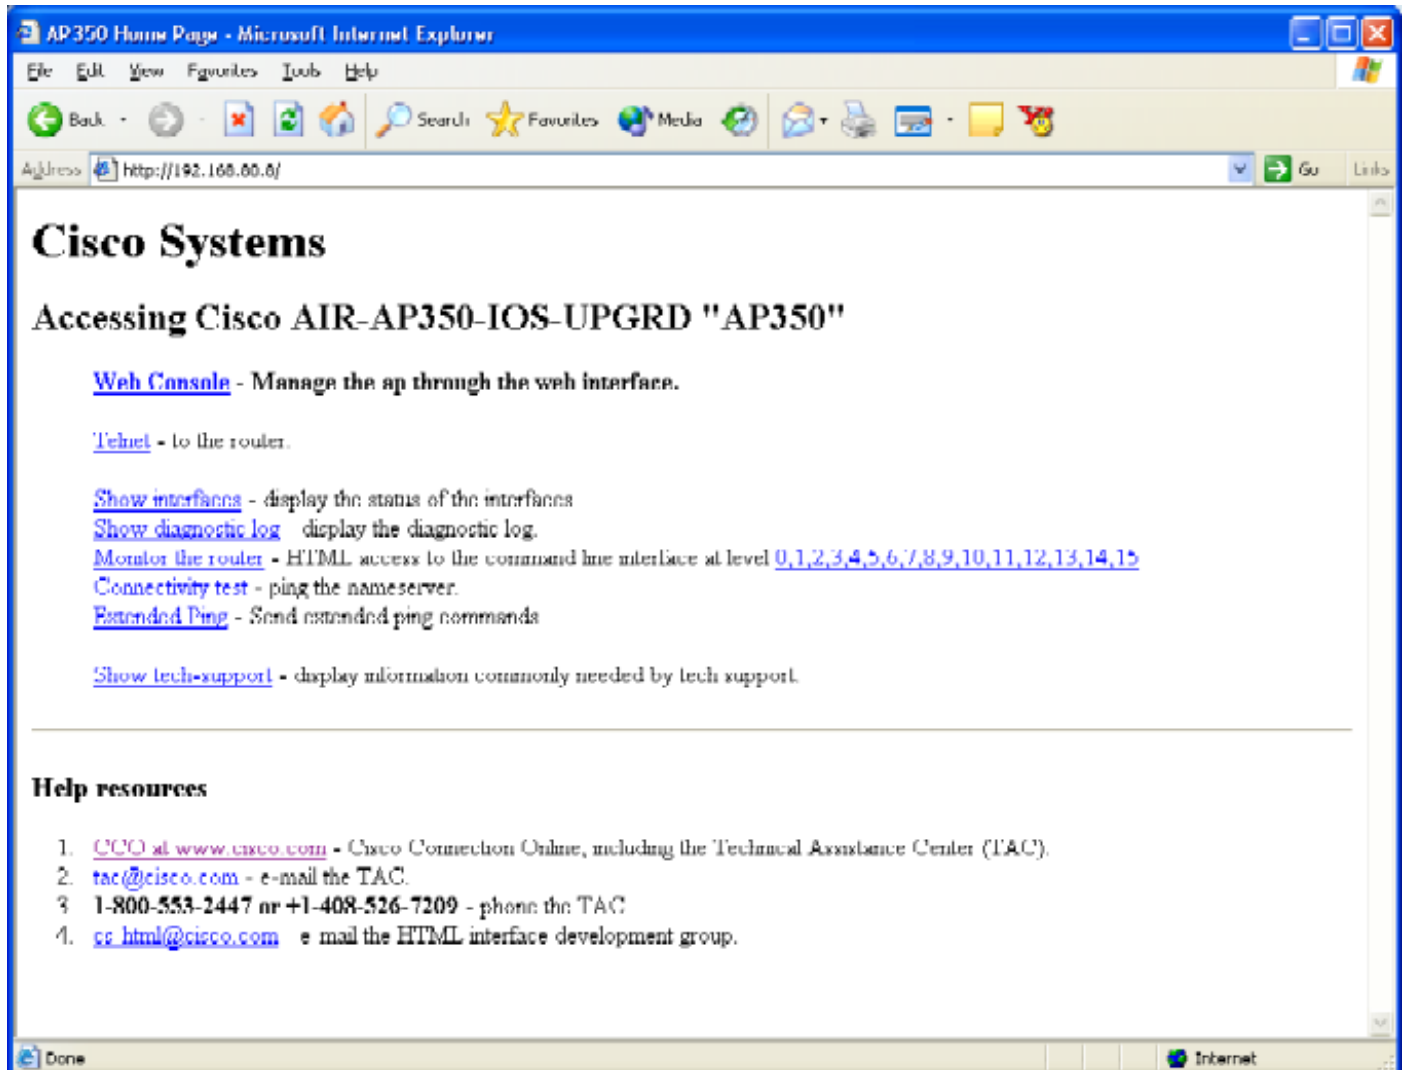 AP350 Home Page - Microsoft Internet Explorer
File Edit View Favorites Tools Help
Back Search Favorites Media
Address http://192.168.80.8/ Go Links
Cisco Systems
Accessing Cisco AIR-AP350-IOS-UPGRD "AP350"
Web Console - Manage the ap through the web interface.
Telnet - to the router.
Show interfaces - display the status of the interfaces
Show diagnostic log - display the diagnostic log.
Monitor the router - HTML access to the command line interface at level 0,1,2,3,4,5,6,7,8,9,10,11,12,13,14,15
Connectivity test - ping the nameserver.
Extended Ping - Send extended ping commands
Show tech-support - display information commonly needed by tech support.
Help resources
1. CCO at www.cisco.com - Cisco Connection Online, including the Technical Assistance Center (TAC).
2. tac@cisco.com - e-mail the TAC.
3. 1-800-553-2447 or +1-408-526-7209 - phone the TAC
4. cs-html@cisco.com - e-mail the HTML interface development group.
Done Internet